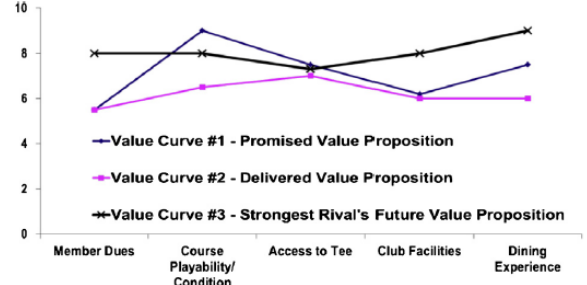 10
8
6
4
2
0
Value Curve #1 - Promised Value Proposition
Value Curve #2 - Delivered Value Proposition
Value Curve #3 - Strongest Rival's Future Value Proposition
Member Dues
Course
Playability/
Condition
Access to Tee
Club Facilities
Dining
Experience